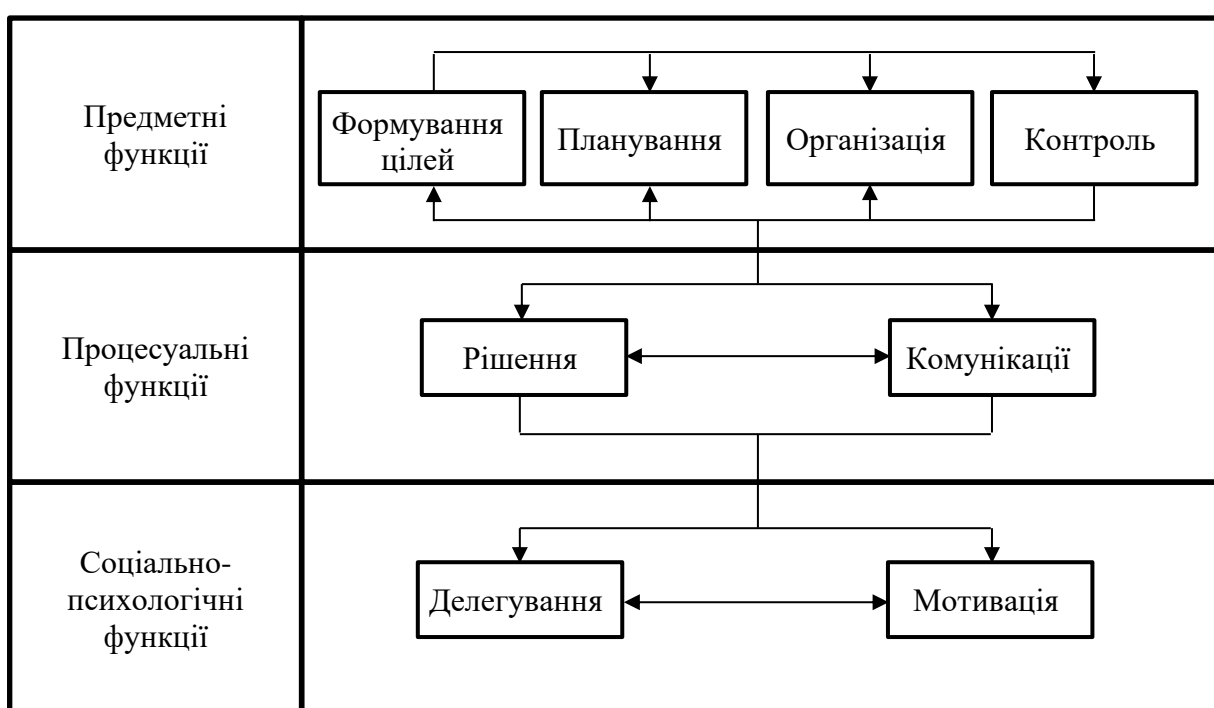 Предметні
функції
Формування
цілей
Планування
Організація
Контроль
Процесуальні
функції
Рішення
Комунікації
Соціально-
психологічні
функції
Делегування
Мотивація